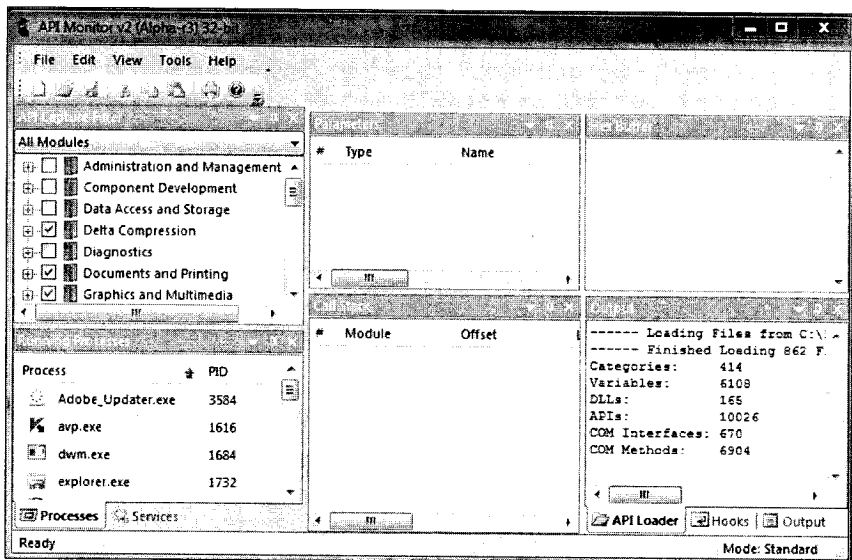 API Monitor v2 (Alpha-r3) 32-bit
File Edit View Tools Help
All Modules
Administration and Management
Component Development
Data Access and Storage
Delta Compression
Diagnostics
Documents and Printing
Graphics and Multimedia
Process PID
Adobe_Updater.exe 3584
avp.exe 1616
dwm.exe 1684
explorer.exe 1732
Processes Services
# Type Name
# Module Offset
Output
------ Loading Files from C:\
------ Finished Loading 862 F
Categories: 414
Variables: 6108
DLLs: 165
APIs: 10026
COM Interfaces: 670
COM Methods: 6904
API Loader Hooks Output
Ready
Mode: Standard